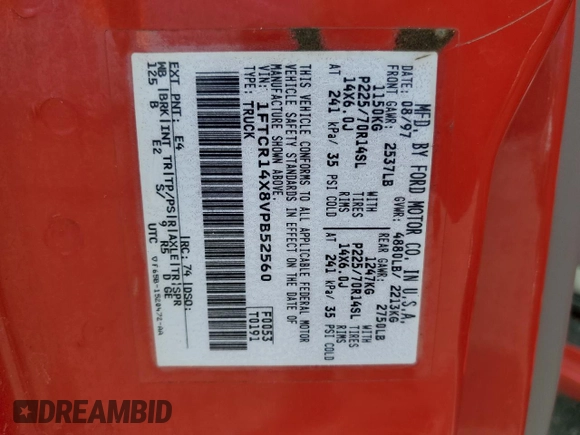 MFD. BY FORD MOTOR CO. IN U.S.A.
DATE: 08/97 GVWR: 4880LB/ 2213KG
FRONT GAWR: 2537LB REAR GAWR: 2750LB
1150KG 1247KG
P225/70R14SL TIRES P225/70R14SL
14X6.0J RIMS 14X6.0J
AT 241 kPa/ 35 PSI COLD AT 241 kPa/ 35 PSI COLD
THIS VEHICLE CONFORMS TO ALL APPLICABLE FEDERAL MOTOR
VEHICLE SAFETY STANDARDS IN EFFECT ON THE DATE OF
MANUFACTURE SHOWN ABOVE.
VIN: 1FTCR14X8VPB52560 F0053
TYPE: TRUCK T0191
EXT PNT: E4 RC: 74 DSO:
WB BRK INT TR TP/PS R AXLE TR SPR
125 B E2 S/ 9 R5 D GE
UTC
DREAMBID